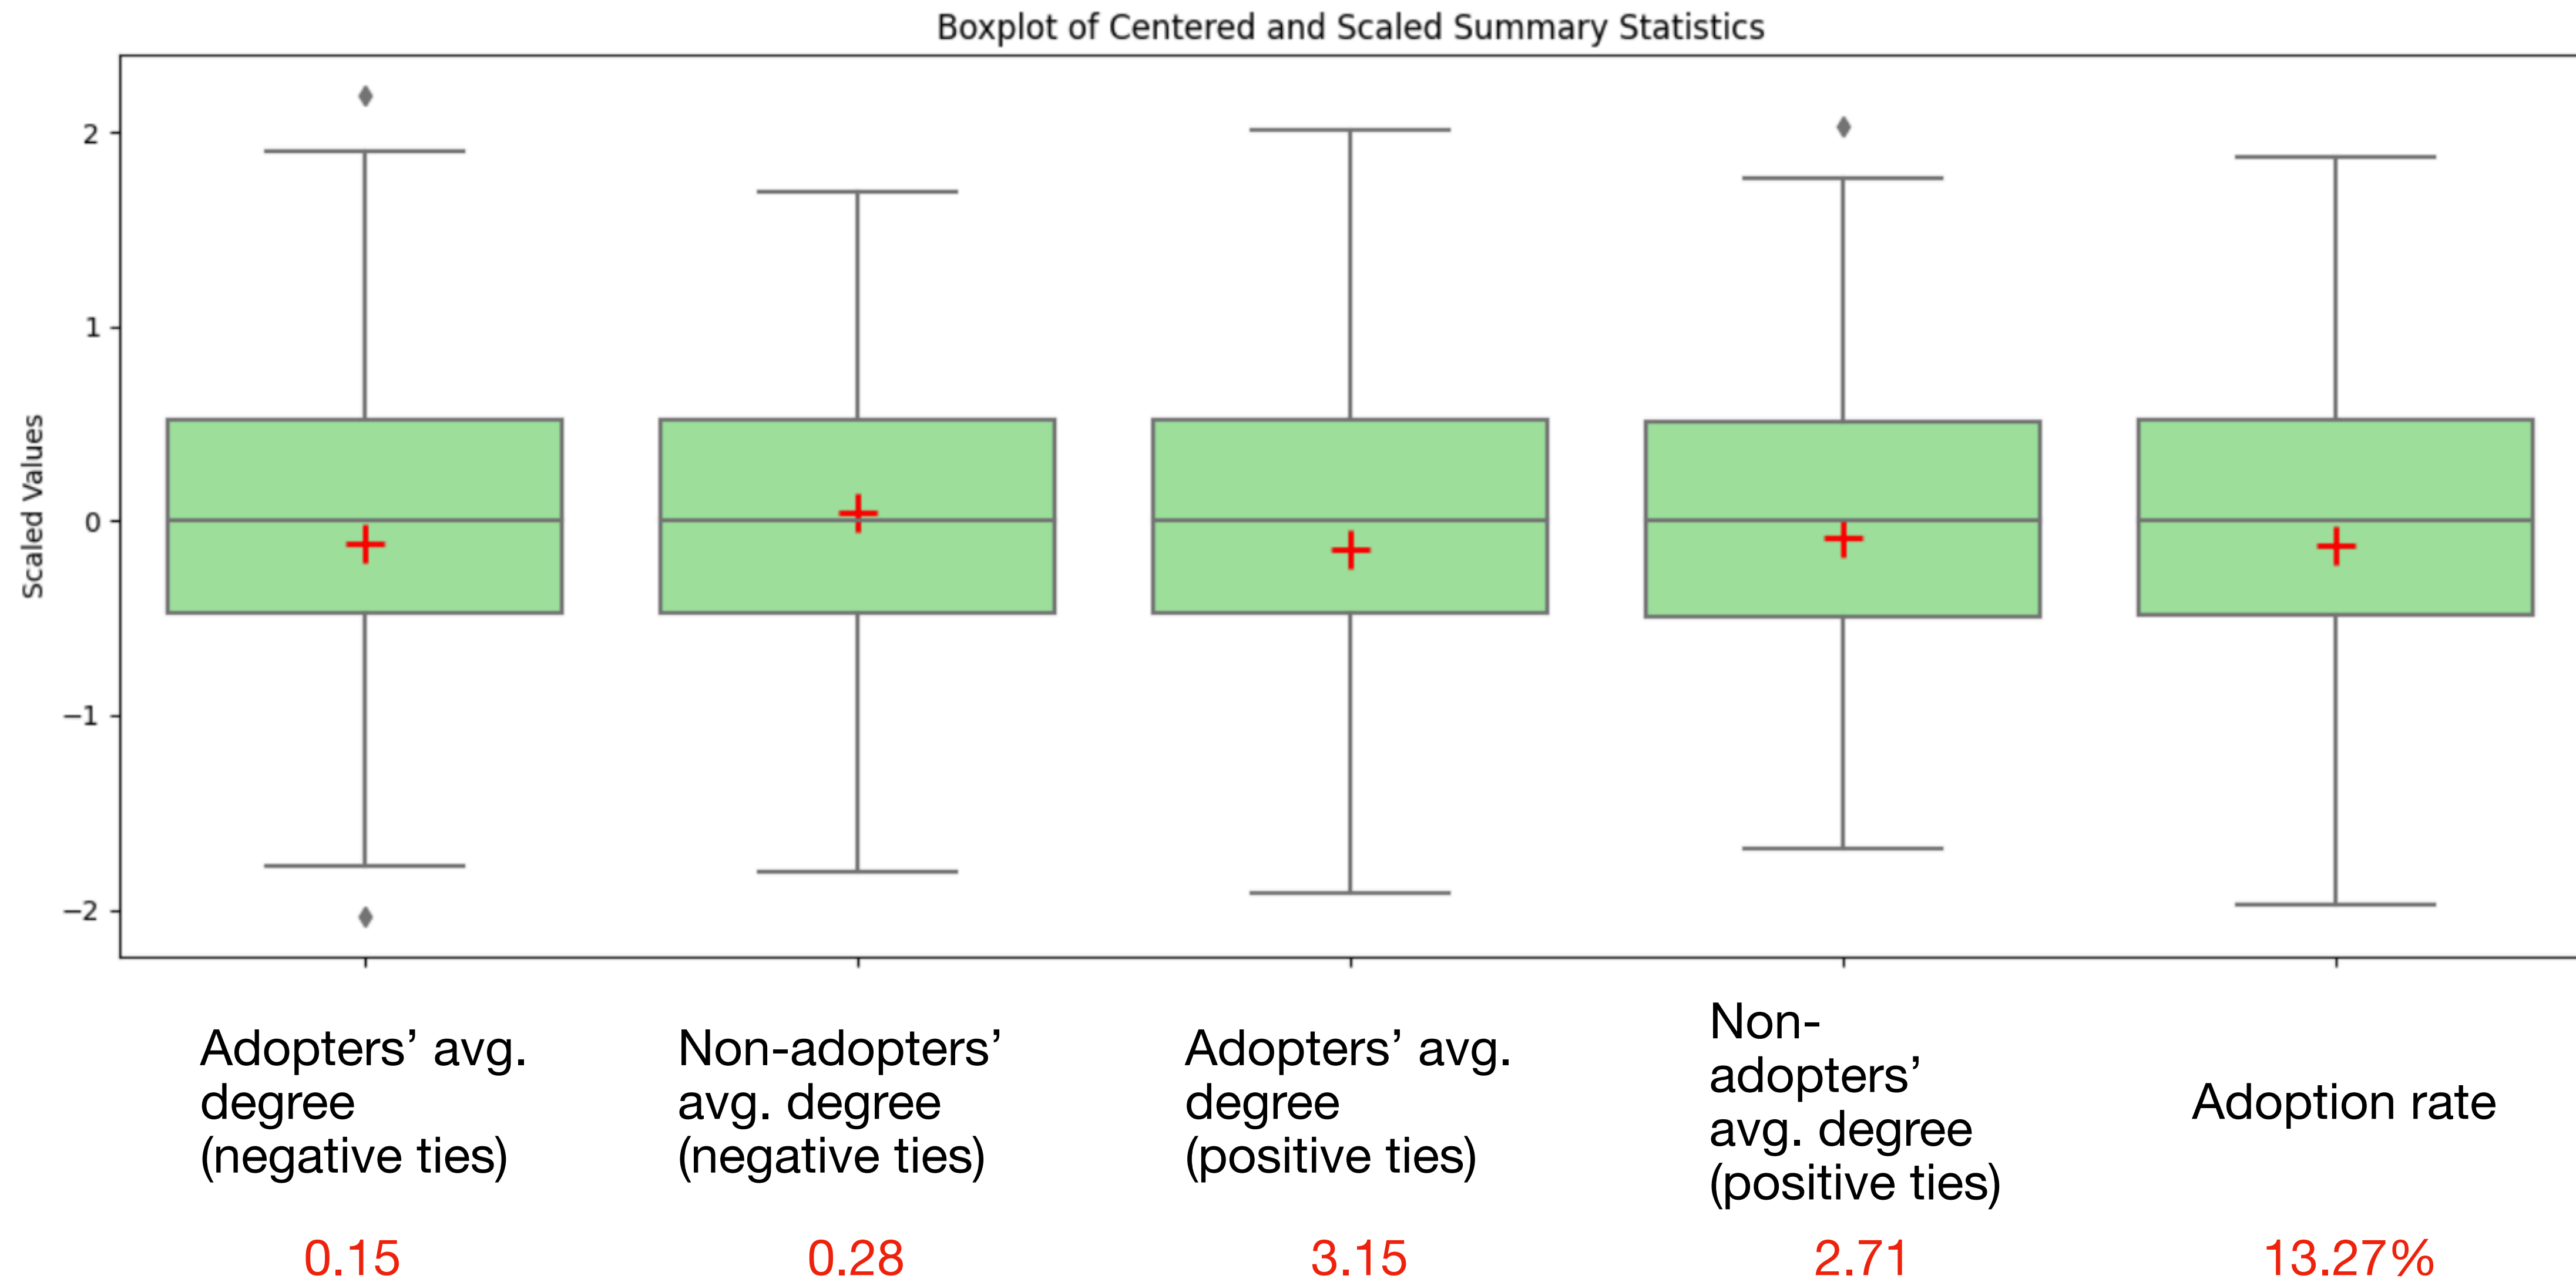 Boxplot of Centered and Scaled Summary Statistics
Scaled Values
2
1
0
−1
−2
Adopters’ avg.
degree
(negative ties)
0.15
Non-adopters’
avg. degree
(negative ties)
0.28
Adopters’ avg.
degree
(positive ties)
3.15
Non-
adopters’
avg. degree
(positive ties)
2.71
Adoption rate
13.27%